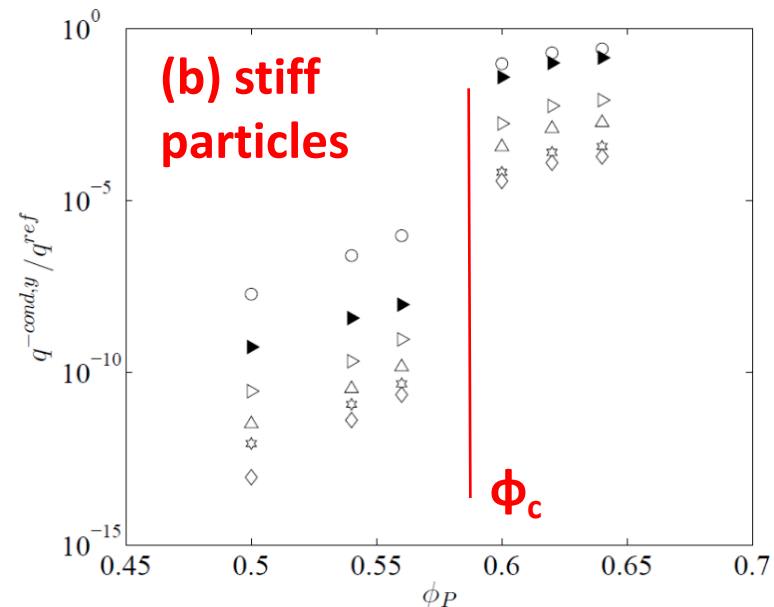 10^0
(b) stiff
particles
10^-5
q^-cond,y / q^ref
10^-10
ϕc
10^-15
0.45 0.5 0.55 0.6 0.65 0.7
ϕP